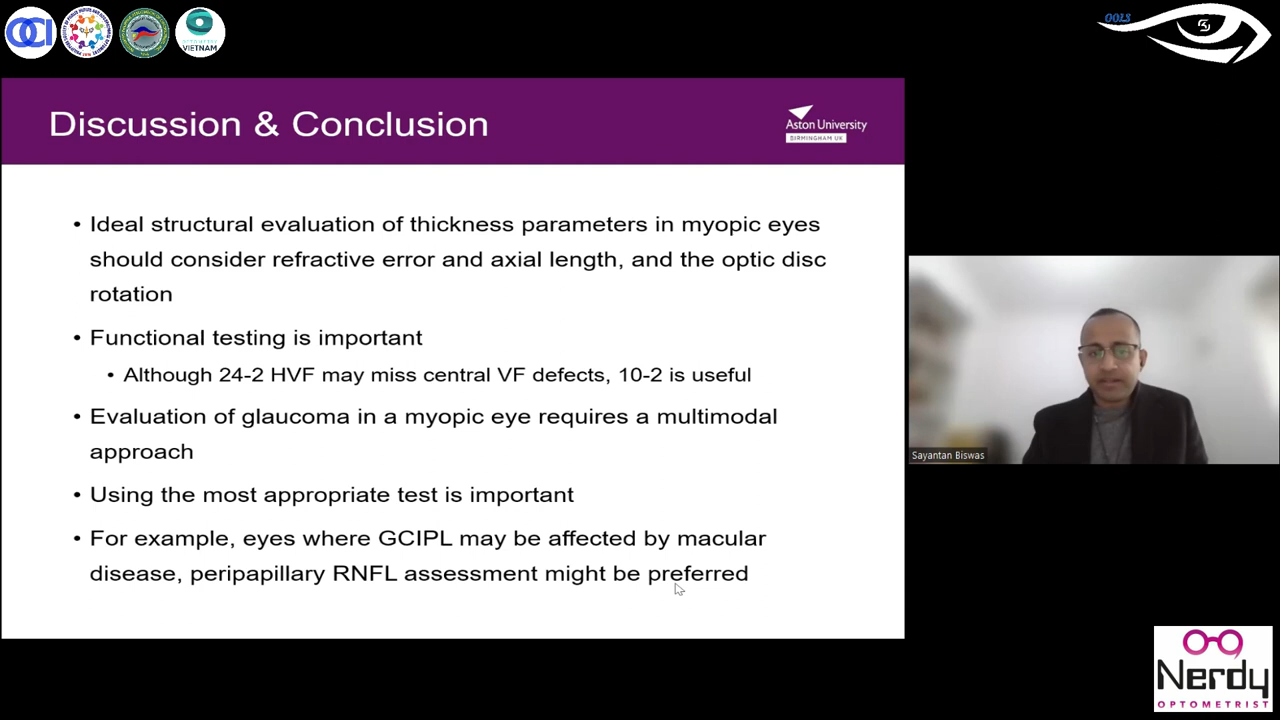 OCI
VIETNAM
OOLS
Discussion & Conclusion
Aston University
BIRMINGHAM UK
• Ideal structural evaluation of thickness parameters in myopic eyes
should consider refractive error and axial length, and the optic disc
rotation
• Functional testing is important
• Although 24-2 HVF may miss central VF defects, 10-2 is useful
• Evaluation of glaucoma in a myopic eye requires a multimodal
approach
• Using the most appropriate test is important
• For example, eyes where GCIPL may be affected by macular
disease, peripapillary RNFL assessment might be preferred
Sayantan Biswas
Nerdy
OPTOMETRIST